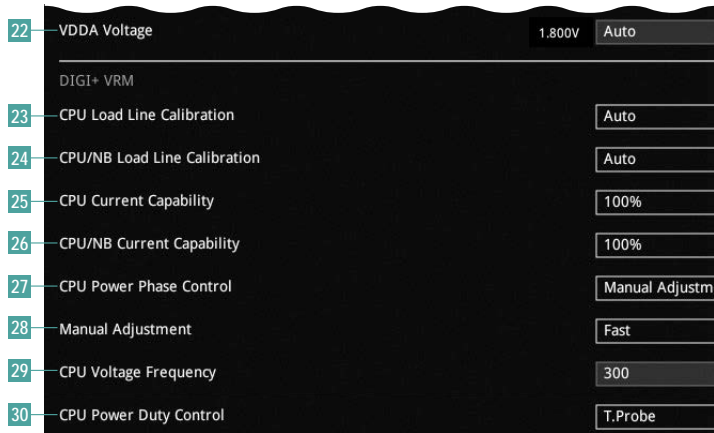 22 VDDA Voltage 1.800V Auto
DIGI+ VRM
23 CPU Load Line Calibration Auto
24 CPU/NB Load Line Calibration Auto
25 CPU Current Capability 100%
26 CPU/NB Current Capability 100%
27 CPU Power Phase Control Manual Adjustm
28 Manual Adjustment Fast
29 CPU Voltage Frequency 300
30 CPU Power Duty Control T.Probe